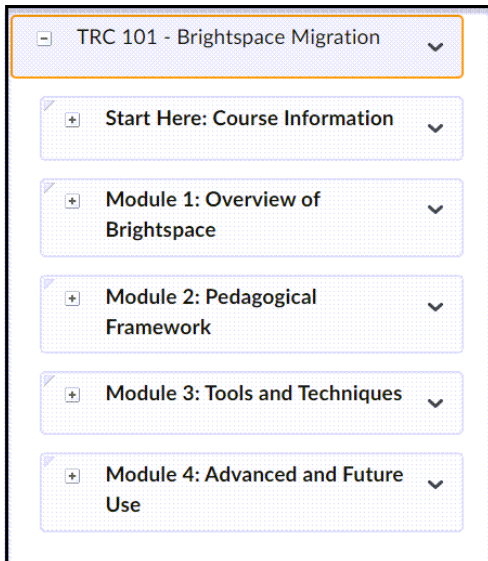 TRC 101 - Brightspace Migration
Start Here: Course Information
Module 1: Overview of
Brightspace
Module 2: Pedagogical
Framework
Module 3: Tools and Techniques
Module 4: Advanced and Future
Use